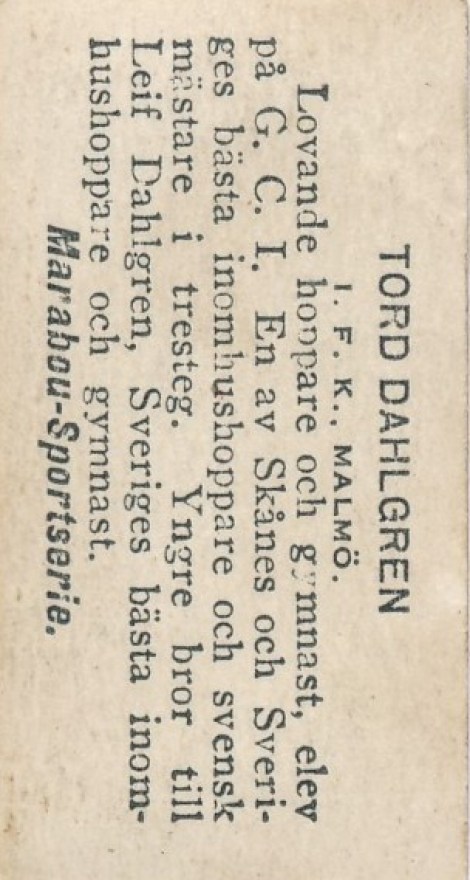 TORD DAHLGREN
I. F. K., MALMÖ.
Lovande hoppare och gymnast, elev
på G. C. I. En av Skånes och Sveri-
ges bästa inomhushoppare och svensk
mästare i tresteg. Yngre bror till
Leif Dahlgren, Sveriges bästa inom-
hushoppare och gymnast.
Marabou-Sportserie.